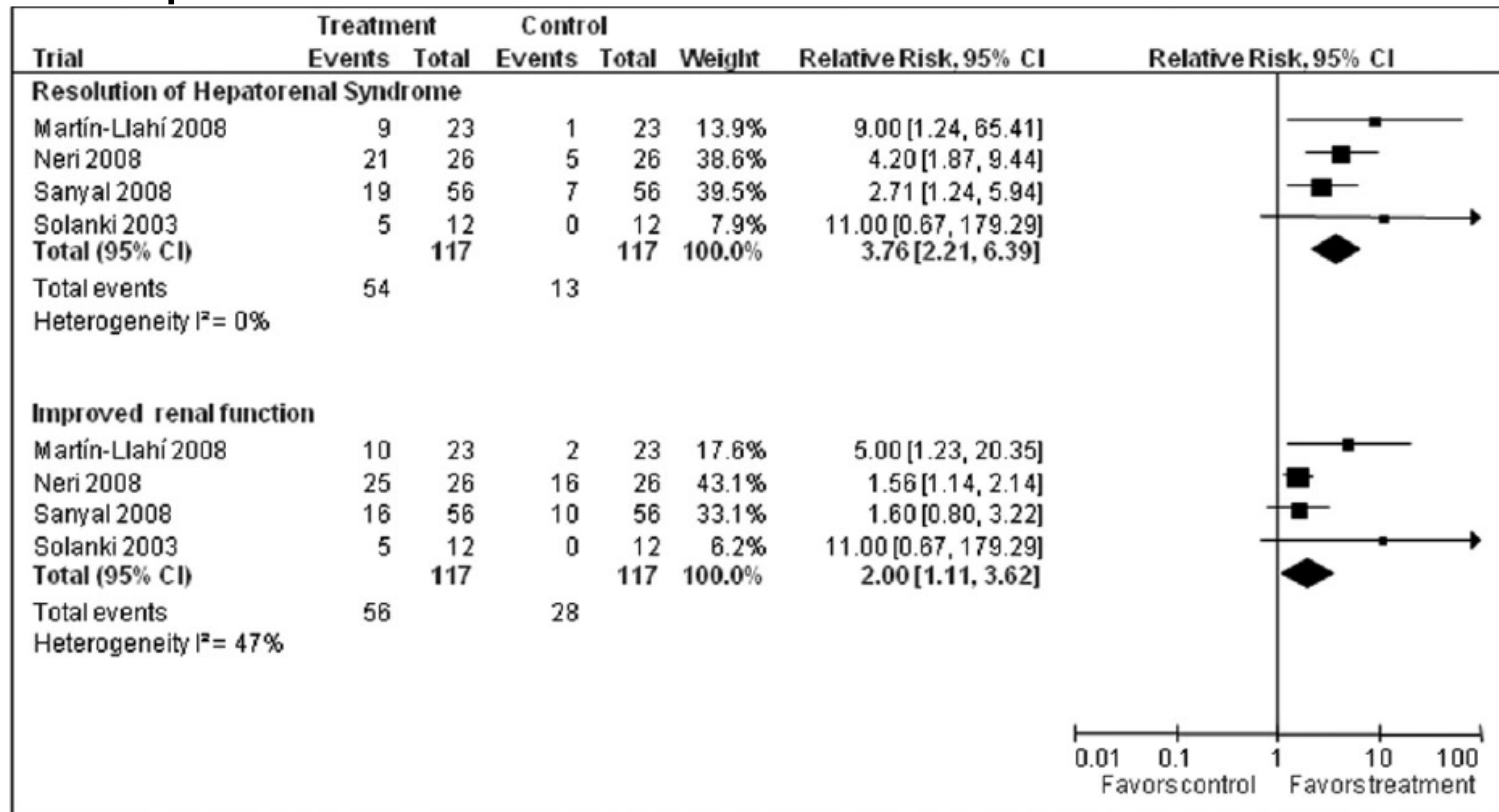 Treatment Control
Trial Events Total Events Total Weight Relative Risk, 95% CI Relative Risk, 95% CI
Resolution of Hepatorenal Syndrome
Martín-Llahí 2008 9 23 1 23 13.9% 9.00 [1.24, 65.41]
Neri 2008 21 26 5 26 38.6% 4.20 [1.87, 9.44]
Sanyal 2008 19 56 7 56 39.5% 2.71 [1.24, 5.94]
Solanki 2003 5 12 0 12 7.9% 11.00 [0.67, 179.29]
Total (95% CI) 117 117 100.0% 3.76 [2.21, 6.39]
Total events 54 13
Heterogeneity I²= 0%
Improved renal function
Martín-Llahí 2008 10 23 2 23 17.6% 5.00 [1.23, 20.35]
Neri 2008 25 26 16 26 43.1% 1.56 [1.14, 2.14]
Sanyal 2008 16 56 10 56 33.1% 1.60 [0.80, 3.22]
Solanki 2003 5 12 0 12 6.2% 11.00 [0.67, 179.29]
Total (95% CI) 117 117 100.0% 2.00 [1.11, 3.62]
Total events 56 28
Heterogeneity I²= 47%
0.01 0.1 1 10 100
Favors control Favors treatment